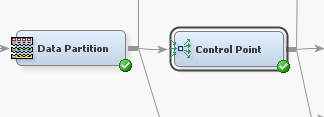 Data Partition
Control Point